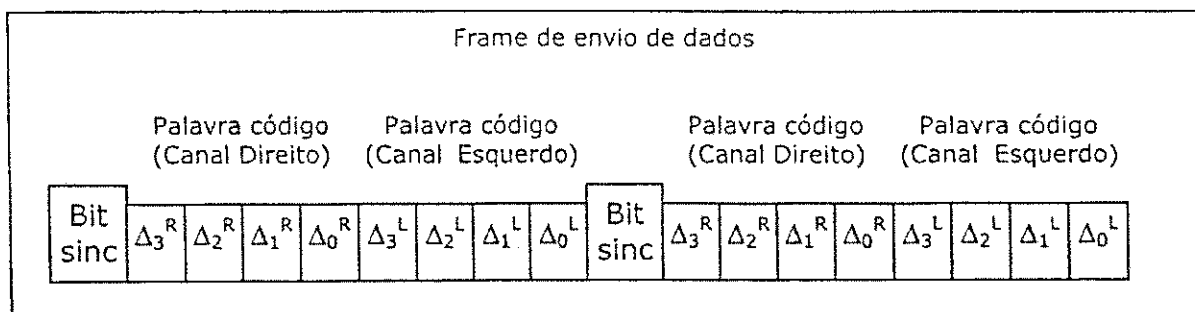 Frame de envio de dados
Palavra código Palavra código Palavra código Palavra código
(Canal Direito) (Canal Esquerdo) (Canal Direito) (Canal Esquerdo)
Bit sinc Δ₃ᴿ Δ₂ᴿ Δ₁ᴿ Δ₀ᴿ Δ₃ᴸ Δ₂ᴸ Δ₁ᴸ Δ₀ᴸ Bit sinc Δ₃ᴿ Δ₂ᴿ Δ₁ᴿ Δ₀ᴿ Δ₃ᴸ Δ₂ᴸ Δ₁ᴸ Δ₀ᴸ